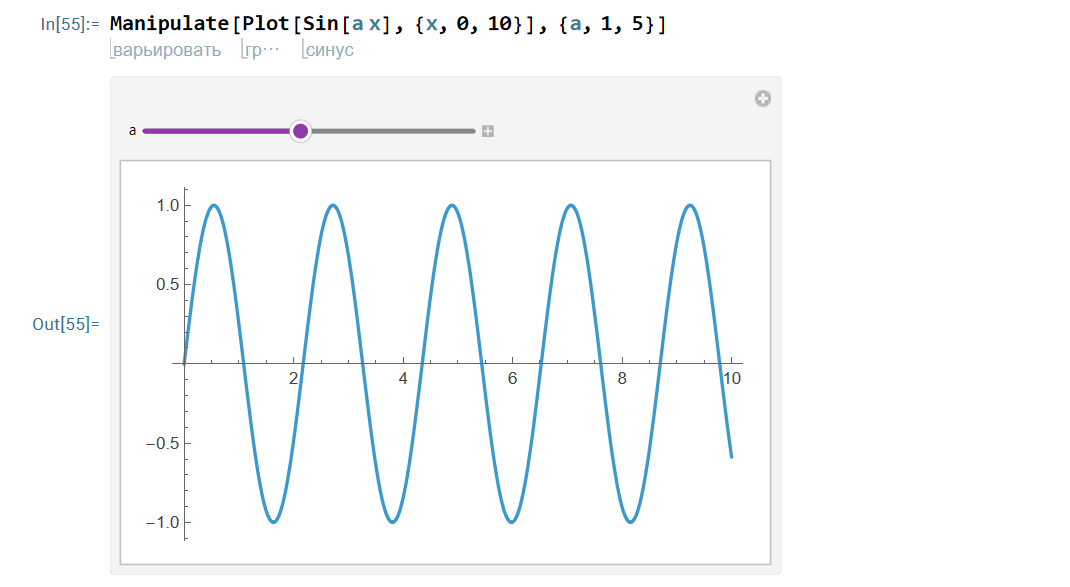 In[55]:= Manipulate[Plot[Sin[a x], {x, 0, 10}], {a, 1, 5}]
варьировать гр⋯ синус
a
1.0
0.5
Out[55]=
2 4 6 8 10
−0.5
−1.0